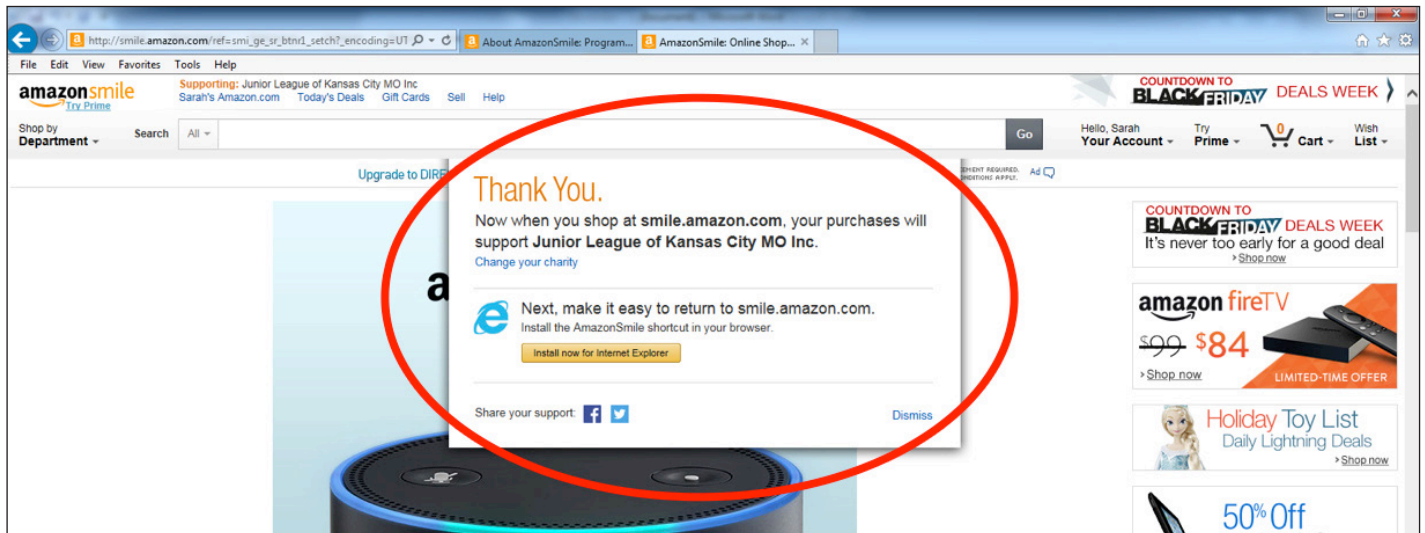 http://smile.amazon.com/ref=smi_ge_sr_btnr1_setch?_encoding=UT
About AmazonSmile: Program...
AmazonSmile: Online Shop...
File Edit View Favorites Tools Help
amazonsmile
Try Prime
Supporting: Junior League of Kansas City MO Inc
Sarah's Amazon.com Today's Deals Gift Cards Sell Help
COUNTDOWN TO
BLACK FRIDAY DEALS WEEK
Shop by
Department
Search
All
Go
Hello, Sarah
Your Account
Try
Prime
0
Cart
Wish
List
Upgrade to DIRE
CONDITIONS APPLY.
Ad
Thank You.
Now when you shop at smile.amazon.com, your purchases will
support Junior League of Kansas City MO Inc.
Change your charity
Next, make it easy to return to smile.amazon.com.
Install the AmazonSmile shortcut in your browser.
Install now for Internet Explorer
Share your support:
Dismiss
a
COUNTDOWN TO
BLACK FRIDAY DEALS WEEK
It's never too early for a good deal
Shop now
amazon fireTV
$99 $84
Shop now
LIMITED-TIME OFFER
Holiday Toy List
Daily Lightning Deals
Shop now
50% Off